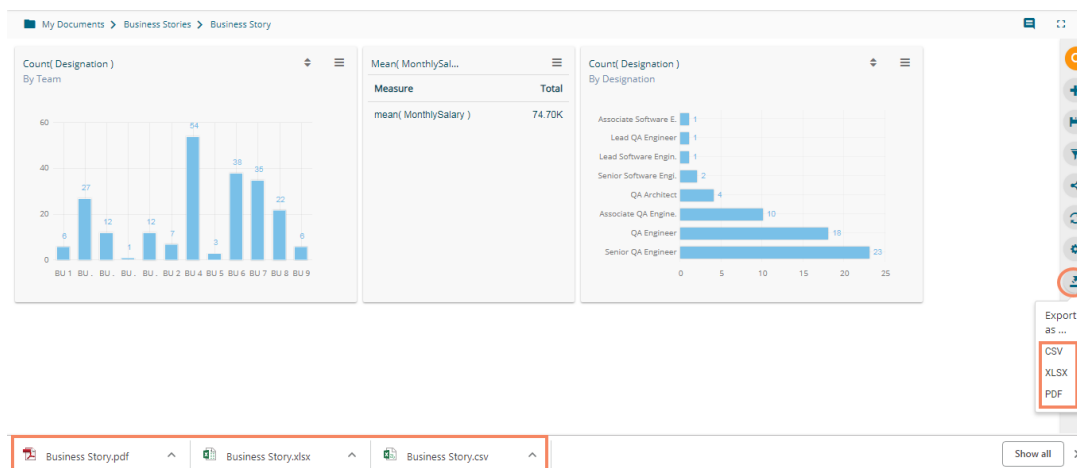 My Documents > Business Stories > Business Story
Count( Designation )
By Team
60
40
20
0
6
27
12
1
12
7
54
3
38
35
22
6
BU 1 BU . BU . BU . BU . BU 2 BU 4 BU 5 BU 6 BU 7 BU 8 BU 9
Mean( MonthlySal...
Measure Total
mean( MonthlySalary ) 74.70K
Count( Designation )
By Designation
Associate Software E. 1
Lead QA Engineer 1
Lead Software Engin. 1
Senior Software Engi. 2
QA Architect 4
Associate QA Engine. 10
QA Engineer 18
Senior QA Engineer 23
0 5 10 15 20 25
Export
as ...
CSV
XLSX
PDF
Business Story.pdf
Business Story.xlsx
Business Story.csv
Show all